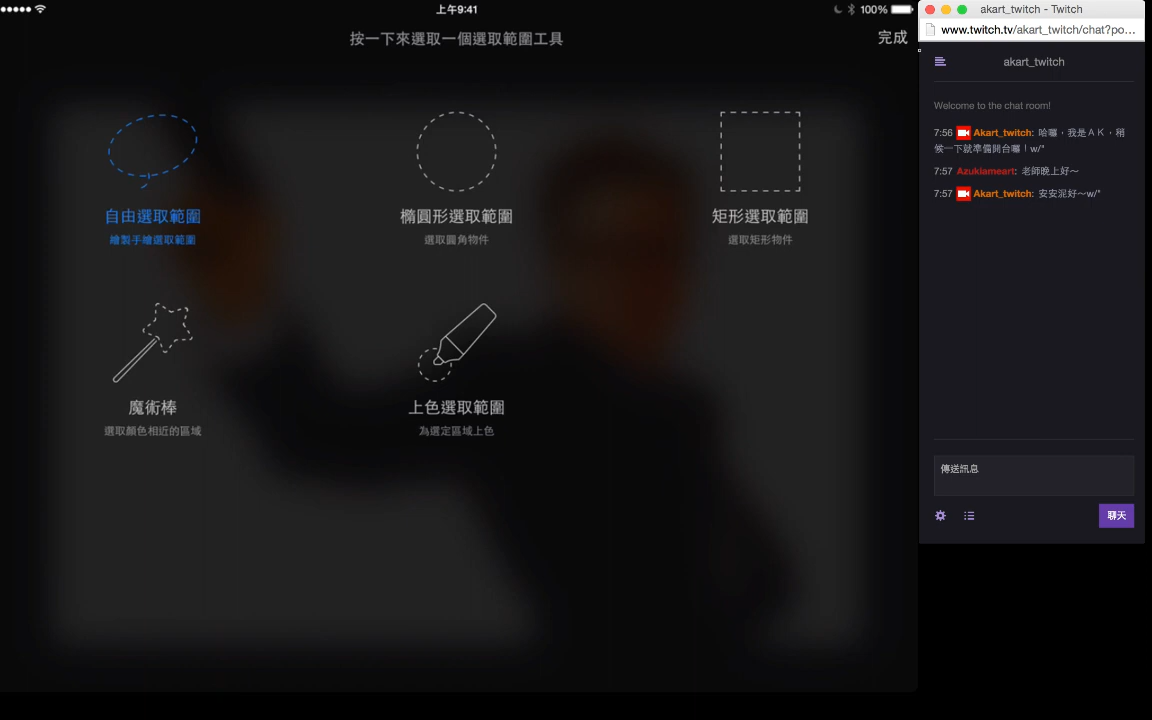 上午9:41
100%
按一下來選取一個選取範圍工具
完成
自由選取範圍
繪製手繪選取範圍
橢圓形選取範圍
選取圓角物件
矩形選取範圍
選取矩形物件
魔術棒
選取顏色相近的區域
上色選取範圍
為選定區域上色
akart_twitch - Twitch
www.twitch.tv/akart_twitch/chat?po...
akart_twitch
Welcome to the chat room!
7:56 Akart_twitch: 哈囉，我是ＡＫ，稍
候一下就準備開台囉！w/"
7:57 Azukiameart: 老師晚上好～
7:57 Akart_twitch: 安安泥好～w/"
傳送訊息
聊天